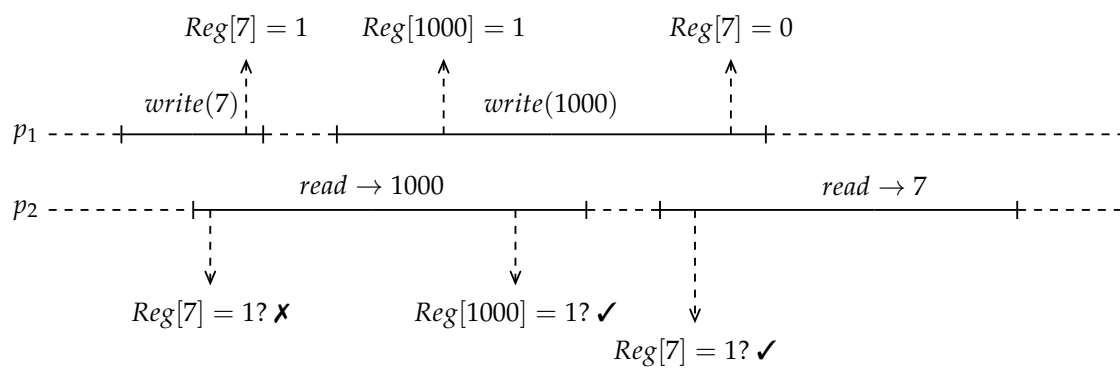 Reg[7] = 1 Reg[1000] = 1 Reg[7] = 0
write(7) write(1000)
p1
read → 1000 read → 7
p2
Reg[7] = 1? ✗ Reg[1000] = 1? ✓
Reg[7] = 1? ✓